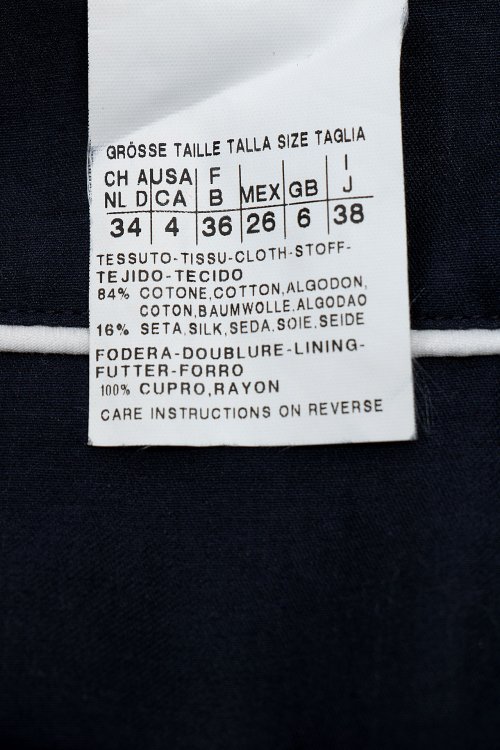 GRÖSSE TAILLE TALLA SIZE TAGLIA
CH A USA F MEX GB I
NL D CA B J
34 4 36 26 6 38
TESSUTO-TISSU-CLOTH-STOFF-
TEJIDO-TECIDO
84% COTONE,COTTON,ALGODON,
COTON,BAUMWOLLE,ALGODAO
16% SETA,SILK,SEDA,SOIE,SEIDE
FODERA-DOUBLURE-LINING-
FUTTER-FORRO
100% CUPRO,RAYON
CARE INSTRUCTIONS ON REVERSE